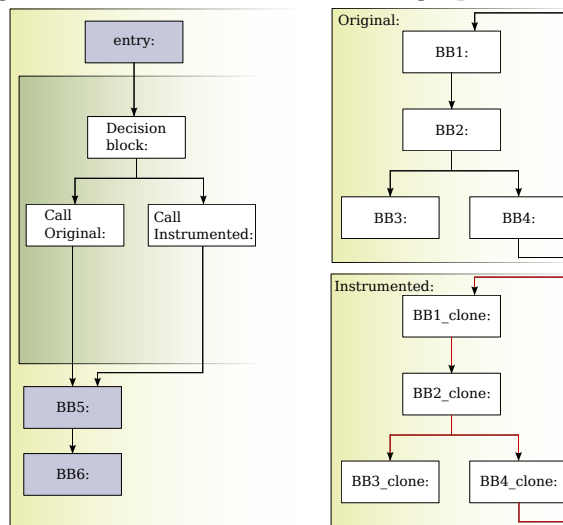 entry:
Decision
block:
Call
Original:
Call
Instrumented:
BB5:
BB6:
Original:
BB1:
BB2:
BB3:
BB4:
Instrumented:
BB1_clone:
BB2_clone:
BB3_clone:
BB4_clone: